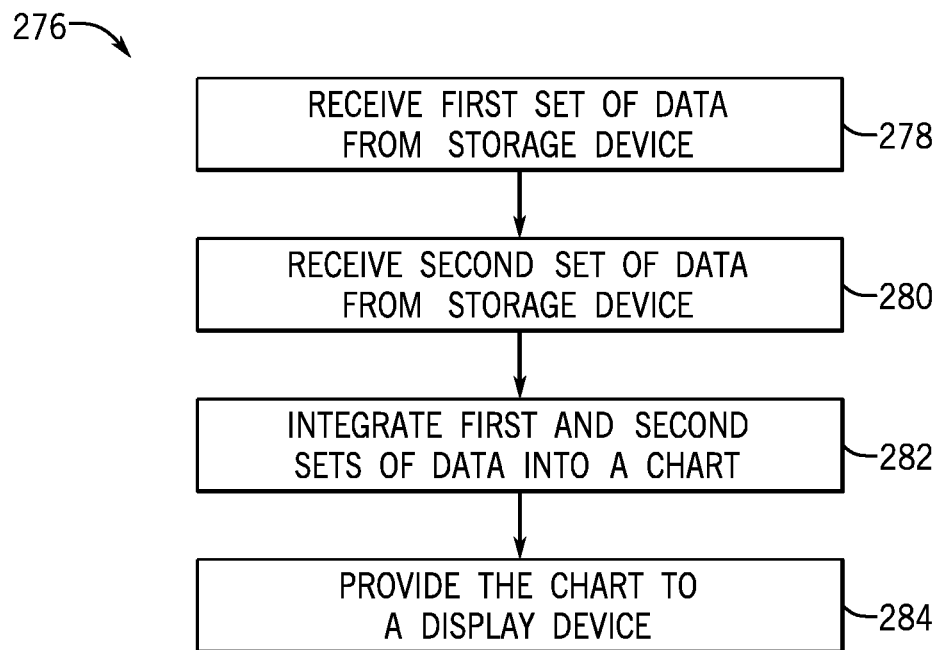 276
RECEIVE FIRST SET OF DATA
FROM STORAGE DEVICE
278
RECEIVE SECOND SET OF DATA
FROM STORAGE DEVICE
280
INTEGRATE FIRST AND SECOND
SETS OF DATA INTO A CHART
282
PROVIDE THE CHART TO
A DISPLAY DEVICE
284